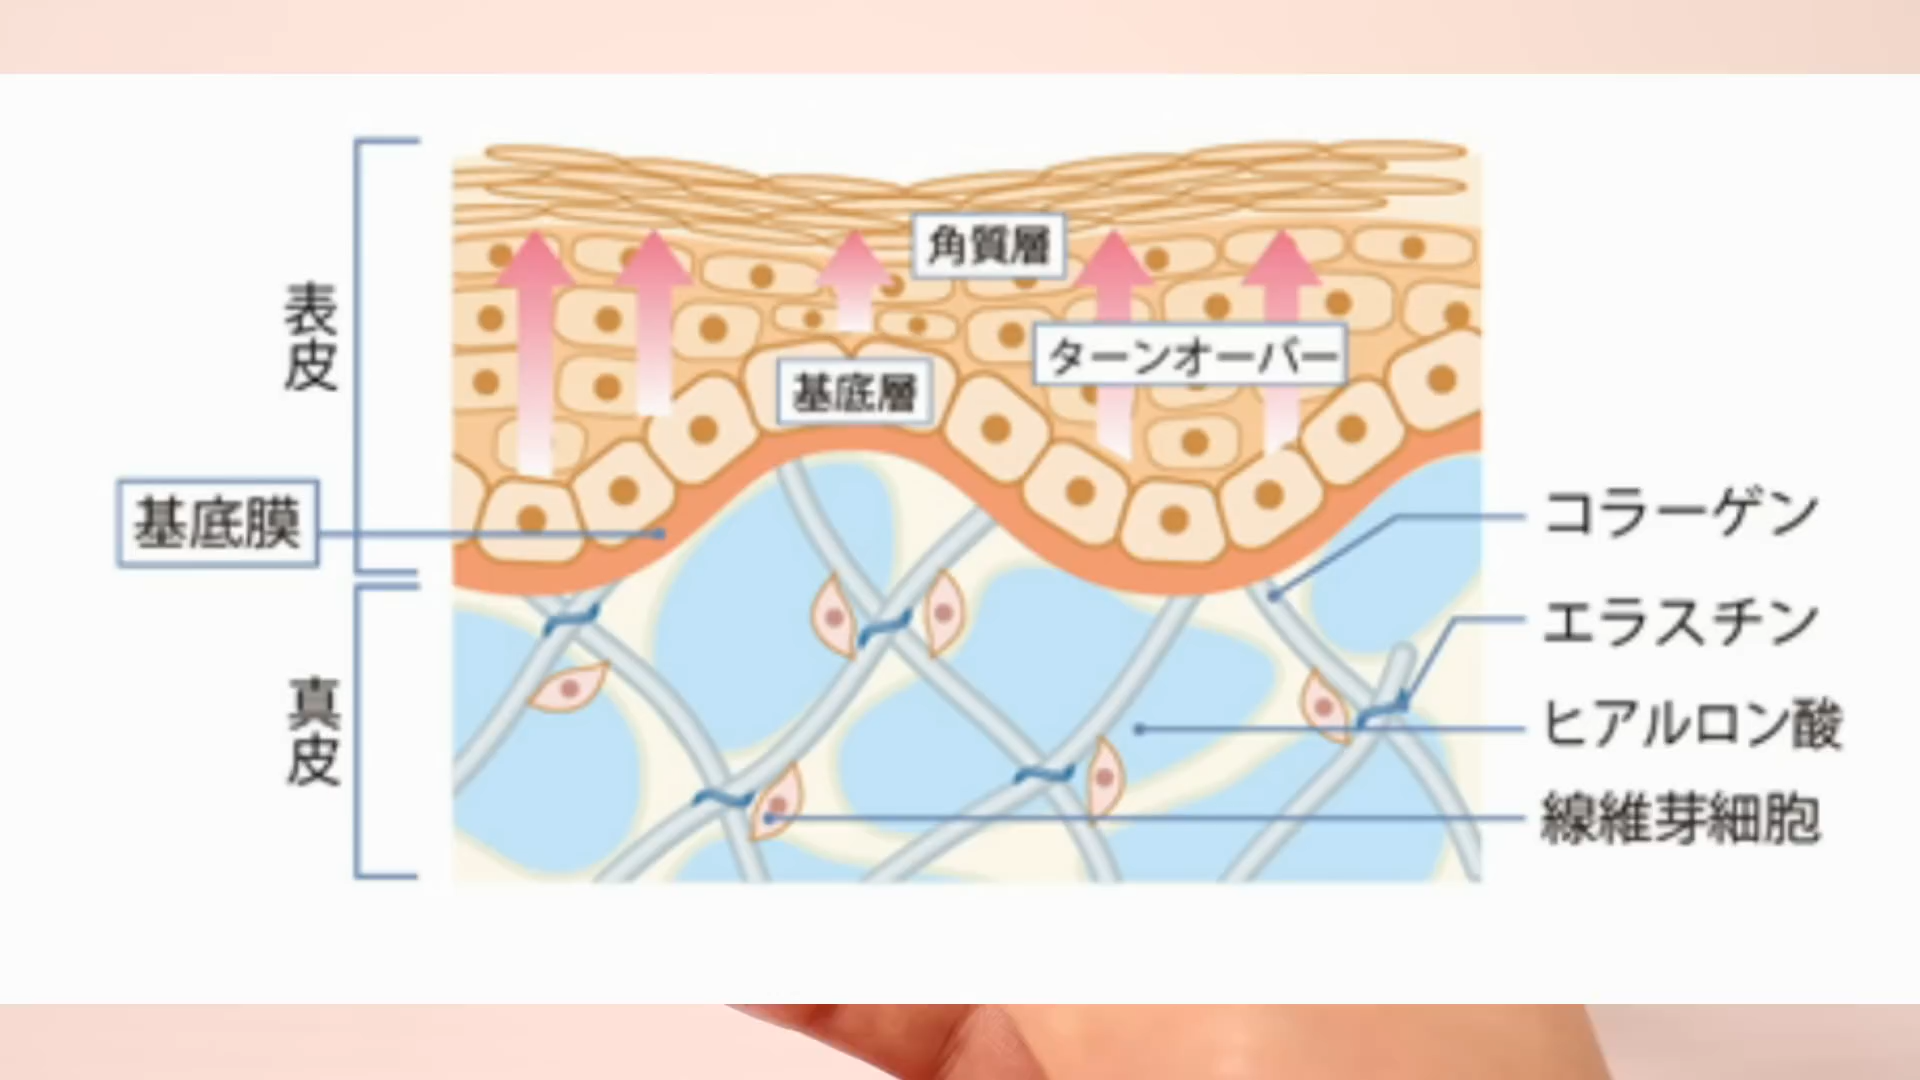 角質層
表皮
ターンオーバー
基底層
基底膜
コラーゲン
エラスチン
真皮
ヒアルロン酸
線維芽細胞